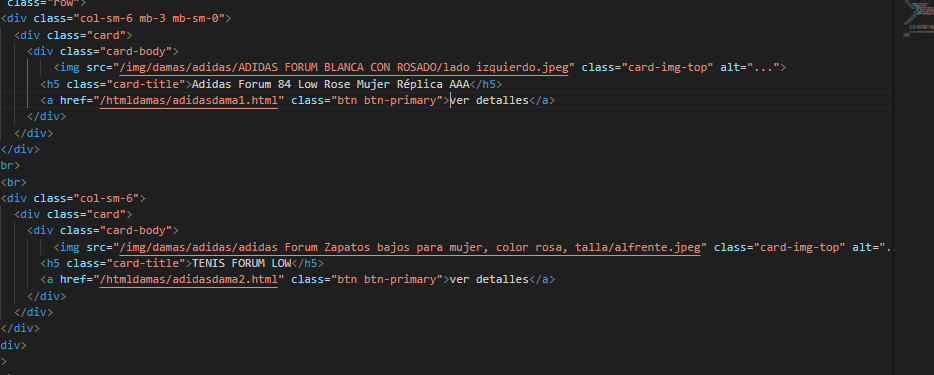 class="row">
<div class="col-sm-6 mb-3 mb-sm-0">
<div class="card">
<div class="card-body">
<img src="/img/damas/adidas/ADIDAS FORUM BLANCA CON ROSADO/lado izquierdo.jpeg" class="card-img-top" alt="...">
<h5 class="card-title">Adidas Forum 84 Low Rose Mujer Réplica AAA</h5>
<a href="/htmldamas/adidasdama1.html" class="btn btn-primary">ver detalles</a>
</div>
</div>
</div>
br>
<br>
<div class="col-sm-6">
<div class="card">
<div class="card-body">
<img src="/img/damas/adidas/adidas Forum Zapatos bajos para mujer, color rosa, talla/alfrente.jpeg" class="card-img-top" alt="..
<h5 class="card-title">TENIS FORUM LOW</h5>
<a href="/htmldamas/adidasdama2.html" class="btn btn-primary">ver detalles</a>
</div>
</div>
</div>
div>
>